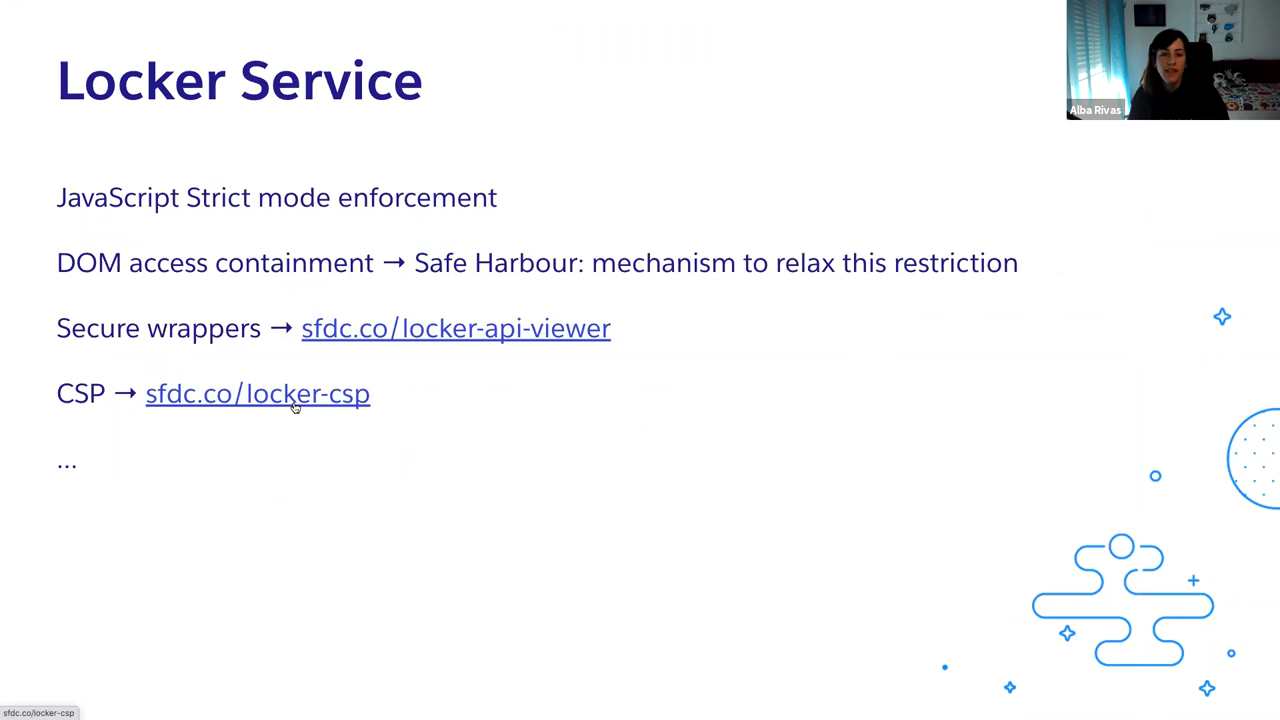 Locker Service
Alba Rivas
JavaScript Strict mode enforcement
DOM access containment → Safe Harbour: mechanism to relax this restriction
Secure wrappers → sfdc.co/locker-api-viewer
CSP → sfdc.co/locker-csp
...
sfdc.co/locker-csp